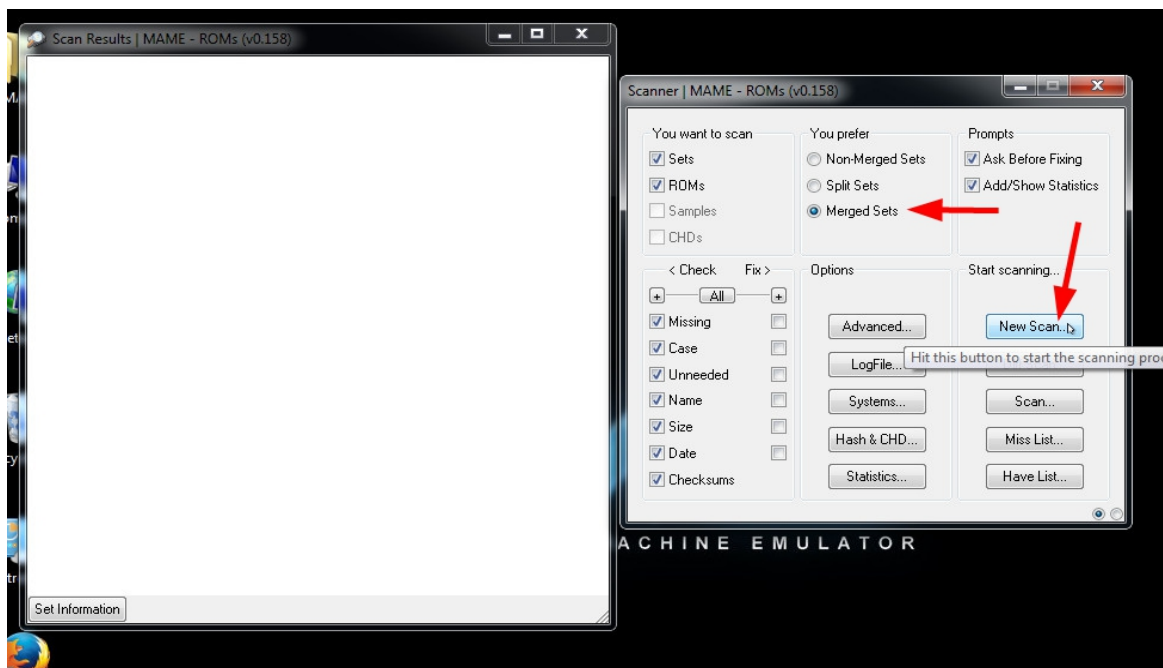 Scan Results | MAME - ROMs (v0.158)
Set Information
Scanner | MAME - ROMs (v0.158)
You want to scan
Sets
ROMs
Samples
CHDs
You prefer
Non-Merged Sets
Split Sets
Merged Sets
Prompts
Ask Before Fixing
Add/Show Statistics
< Check Fix >
+ All +
Missing
Case
Unneeded
Name
Size
Date
Checksums
Options
Advanced...
LogFile...
Systems...
Hash & CHD...
Statistics...
Start scanning...
New Scan...
Hit this button to start the scanning
Scan...
Miss List...
Have List...
ACHINE EMULATOR